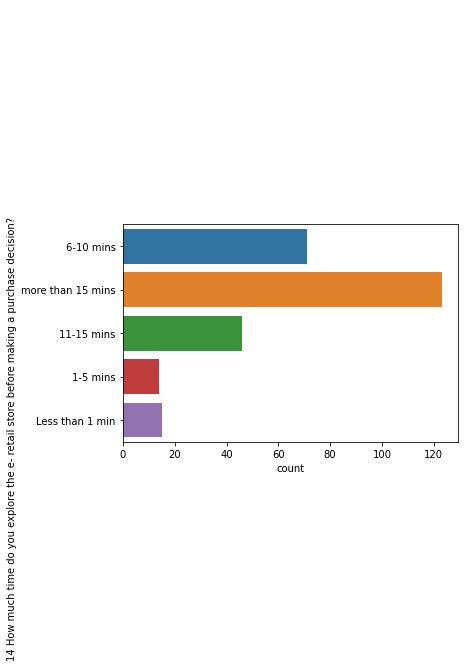 14 How much time do you explore the e- retail store before making a purchase decision?
6-10 mins
more than 15 mins
11-15 mins
1-5 mins
Less than 1 min
0 20 40 60 80 100 120
count